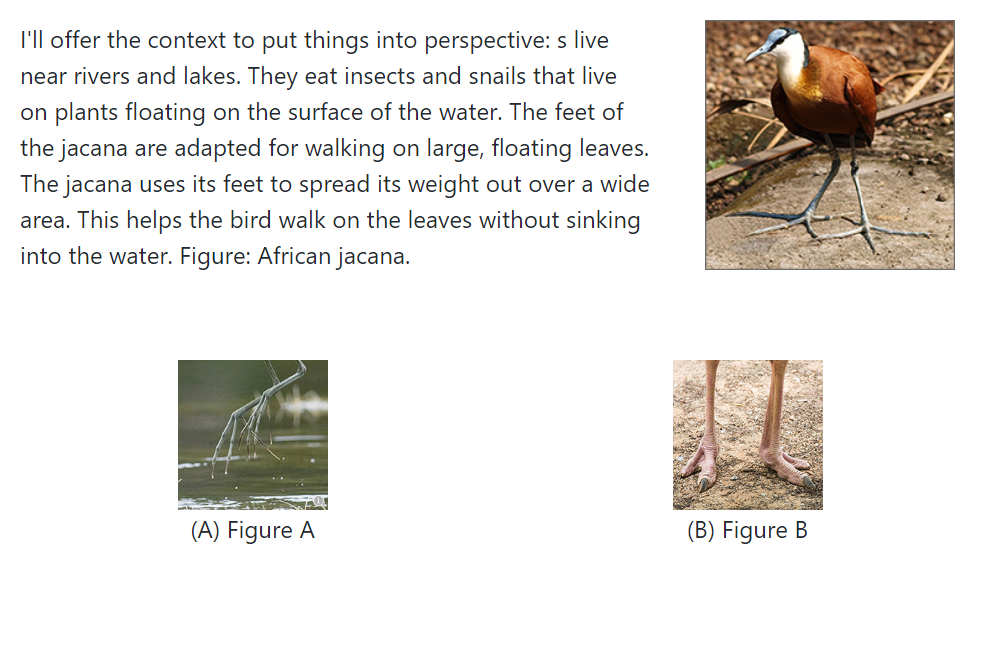 I'll offer the context to put things into perspective: s live
near rivers and lakes. They eat insects and snails that live
on plants floating on the surface of the water. The feet of
the jacana are adapted for walking on large, floating leaves.
The jacana uses its feet to spread its weight out over a wide
area. This helps the bird walk on the leaves without sinking
into the water. Figure: African jacana.
(A) Figure A
(B) Figure B